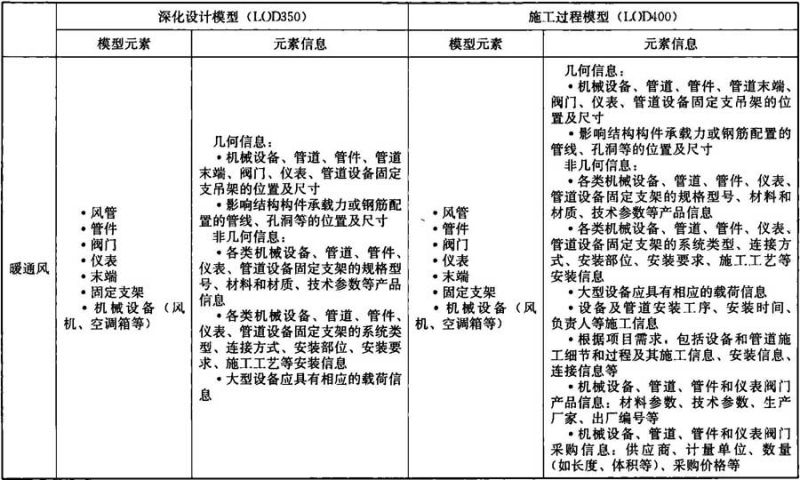 深化设计模型（LOD350）
施工过程模型（LOD400）
模型元素
元素信息
模型元素
元素信息
暖通风
• 风管
• 管件
• 阀门
• 仪表
• 末端
• 固定支架
• 机械设备（风
机、空调箱等）
几何信息：
• 机械设备、管道、管件、管道
末端、阀门、仪表、管道设备固定
支吊架的位置及尺寸
• 影响结构构件承载力或钢筋配
置的管线、孔洞等的位置及尺寸
非几何信息：
• 各类机械设备、管道、管件、
仪表、管道设备固定支架的规格型
号、材料和材质、技术参数等产品
信息
• 各类机械设备、管道、管件、
仪表、管道设备固定支架的系统类
型、连接方式、安装部位、安装要
求、施工工艺等安装信息
• 大型设备应具有相应的载荷信
息
• 风管
• 管件
• 阀门
• 仪表
• 末端
• 固定支架
• 机械设备（风
机、空调箱等）
几何信息：
• 机械设备、管道、管件、管道末端、
阀门、仪表、管道设备固定支吊架的位
置及尺寸
• 影响结构构件承载力或钢筋配置的
管线、孔洞等的位置及尺寸
非几何信息：
• 各类机械设备、管道、管件、仪表、
管道设备固定支架的规格型号、材料和
材质、技术参数等产品信息
• 各类机械设备、管道、管件、仪表、
管道设备固定支架的系统类型、连接方
式、安装部位、安装要求、施工工艺等
安装信息
• 大型设备应具有相应的载荷信息
• 设备及管道安装工序、安装时间、
负责人等施工信息
• 根据项目需求，包括设备和管道施
工细节和过程及其施工信息、安装信息、
连接信息等
• 机械设备、管道、管件和仪表阀门
产品信息：材料参数、技术参数、生产
厂家、出厂编号等
• 机械设备、管道、管件和仪表阀门
采购信息：供应商、计量单位、数量
（如长度、体积等）、采购价格等